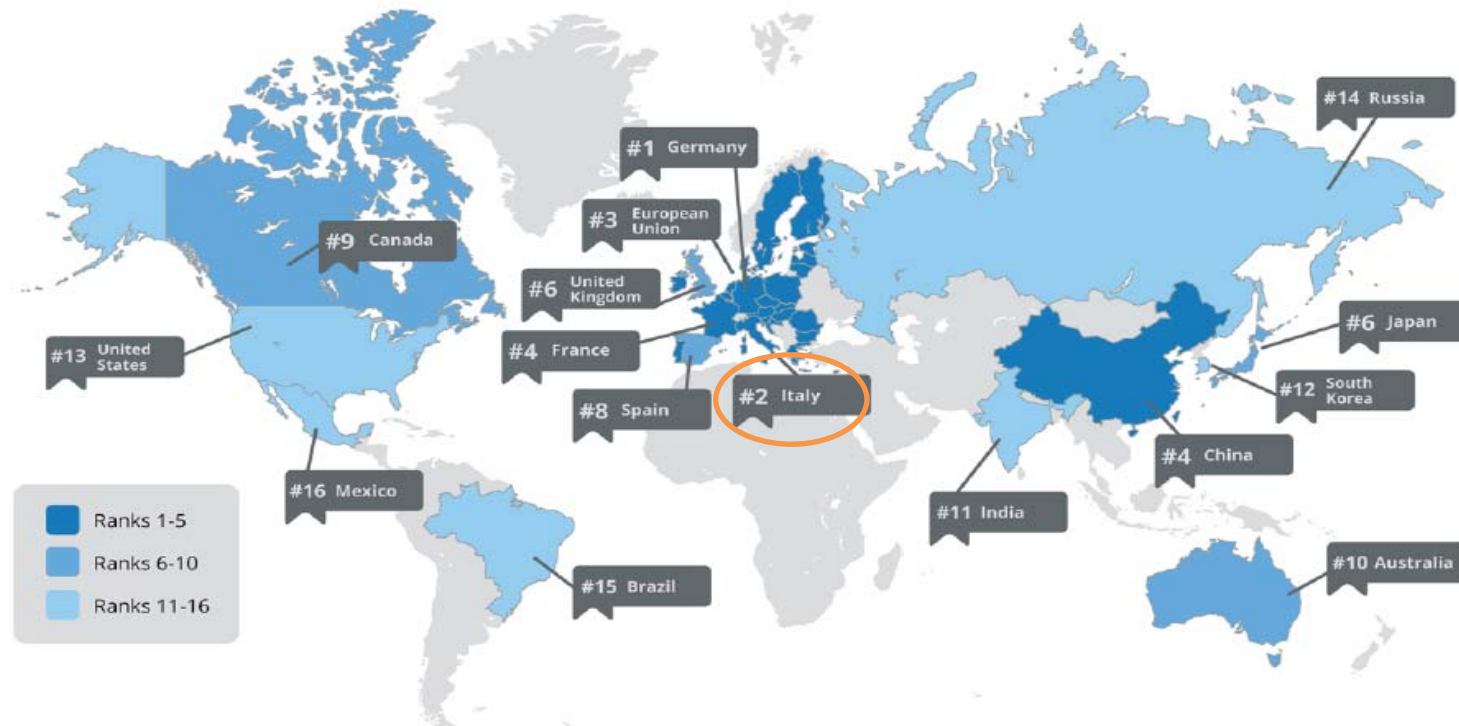 #14 Russia
#1 Germany
#3 European
Union
#9 Canada
#6 United
Kingdom
#13 United
States
#4 France
#6 Japan
#2 Italy
#8 Spain
#12 South
Korea
#4 China
#16 Mexico
#11 India
#15 Brazil
#10 Australia
Ranks 1-5
Ranks 6-10
Ranks 11-16